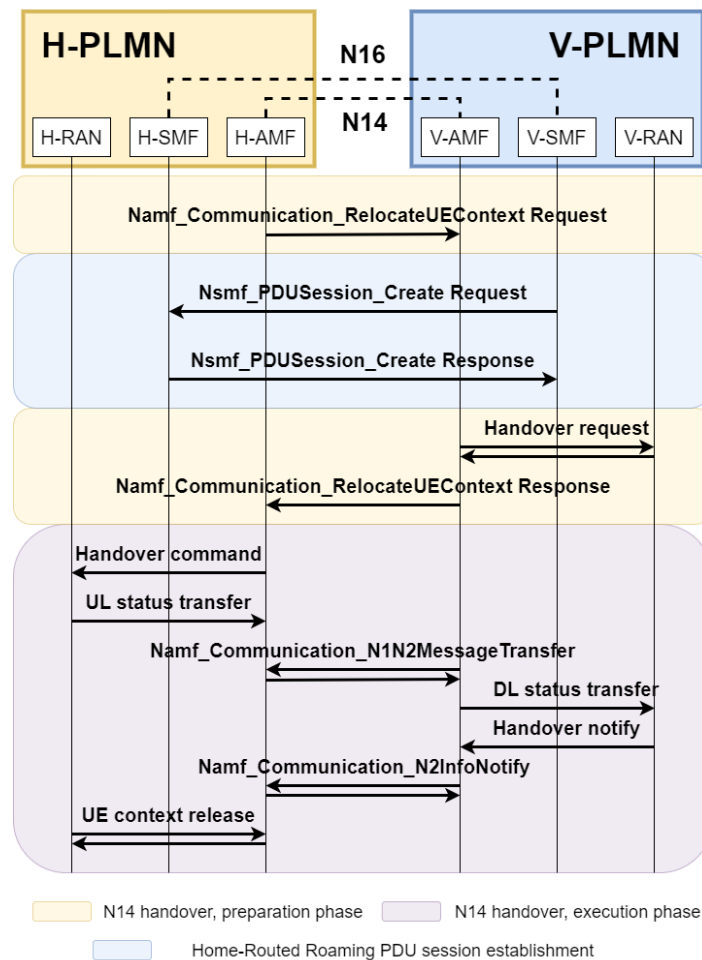 H-PLMN
V-PLMN
N16
N14
H-RAN
H-SMF
H-AMF
V-AMF
V-SMF
V-RAN
Namf_Communication_RelocateUEContext Request
Nsmf_PDUSession_Create Request
Nsmf_PDUSession_Create Response
Handover request
Namf_Communication_RelocateUEContext Response
Handover command
UL status transfer
Namf_Communication_N1N2MessageTransfer
DL status transfer
Handover notify
Namf_Communication_N2InfoNotify
UE context release
N14 handover, preparation phase
N14 handover, execution phase
Home-Routed Roaming PDU session establishment